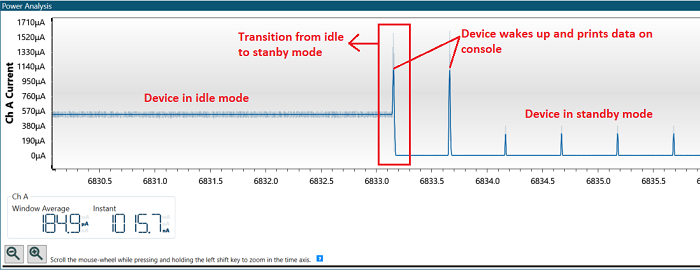 Power Analysis
Ch A Current
1710µA
1520µA
1330µA
1140µA
950µA
760µA
570µA
380µA
190µA
0µA
Transition from idle
to stanby mode
Device wakes up and prints data on
console
Device in idle mode
Device in standby mode
6830.5 6831.0 6831.5 6832.0 6832.5 6833.0 6833.5 6834.0 6834.5 6835.0 6835.5
Ch A
Window Average Instant
184.9 µA 1015.7 µA
Scroll the mouse-wheel while pressing and holding the left shift key to zoom in the time axis. ?